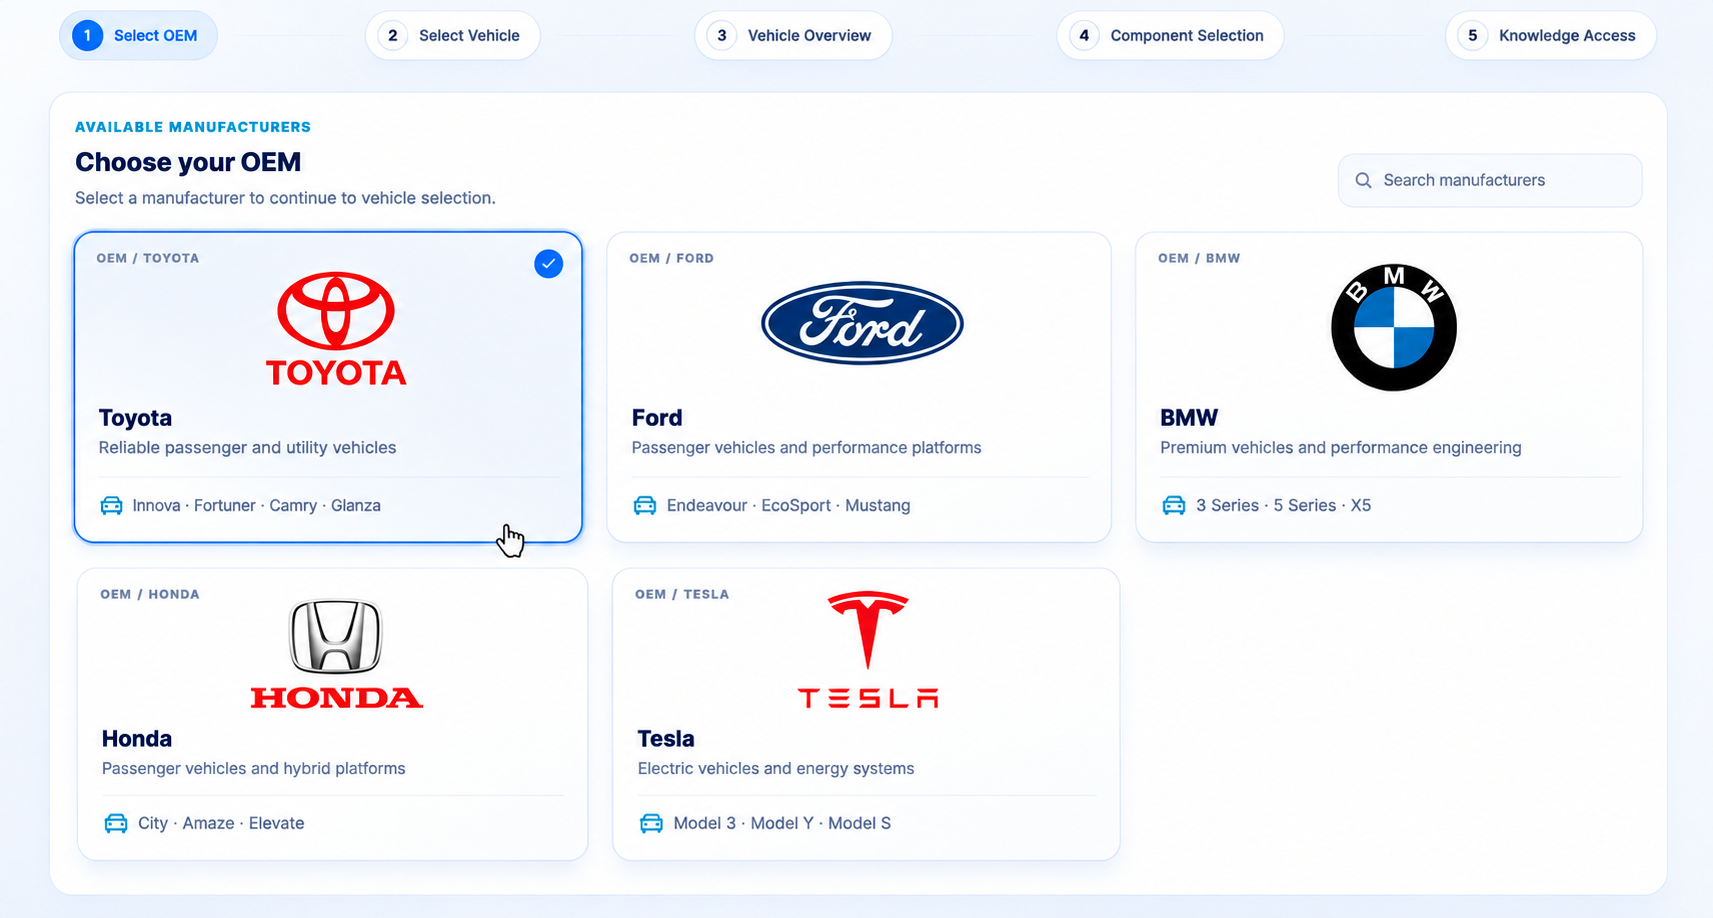 1 Select OEM
2 Select Vehicle
3 Vehicle Overview
4 Component Selection
5 Knowledge Access
AVAILABLE MANUFACTURERS
Choose your OEM
Select a manufacturer to continue to vehicle selection.
Search manufacturers
OEM / TOYOTA
TOYOTA
Toyota
Reliable passenger and utility vehicles
Innova · Fortuner · Camry · Glanza
OEM / FORD
Ford
Ford
Passenger vehicles and performance platforms
Endeavour · EcoSport · Mustang
OEM / BMW
BMW
BMW
Premium vehicles and performance engineering
3 Series · 5 Series · X5
OEM / HONDA
HONDA
Honda
Passenger vehicles and hybrid platforms
City · Amaze · Elevate
OEM / TESLA
TESLA
Tesla
Electric vehicles and energy systems
Model 3 · Model Y · Model S